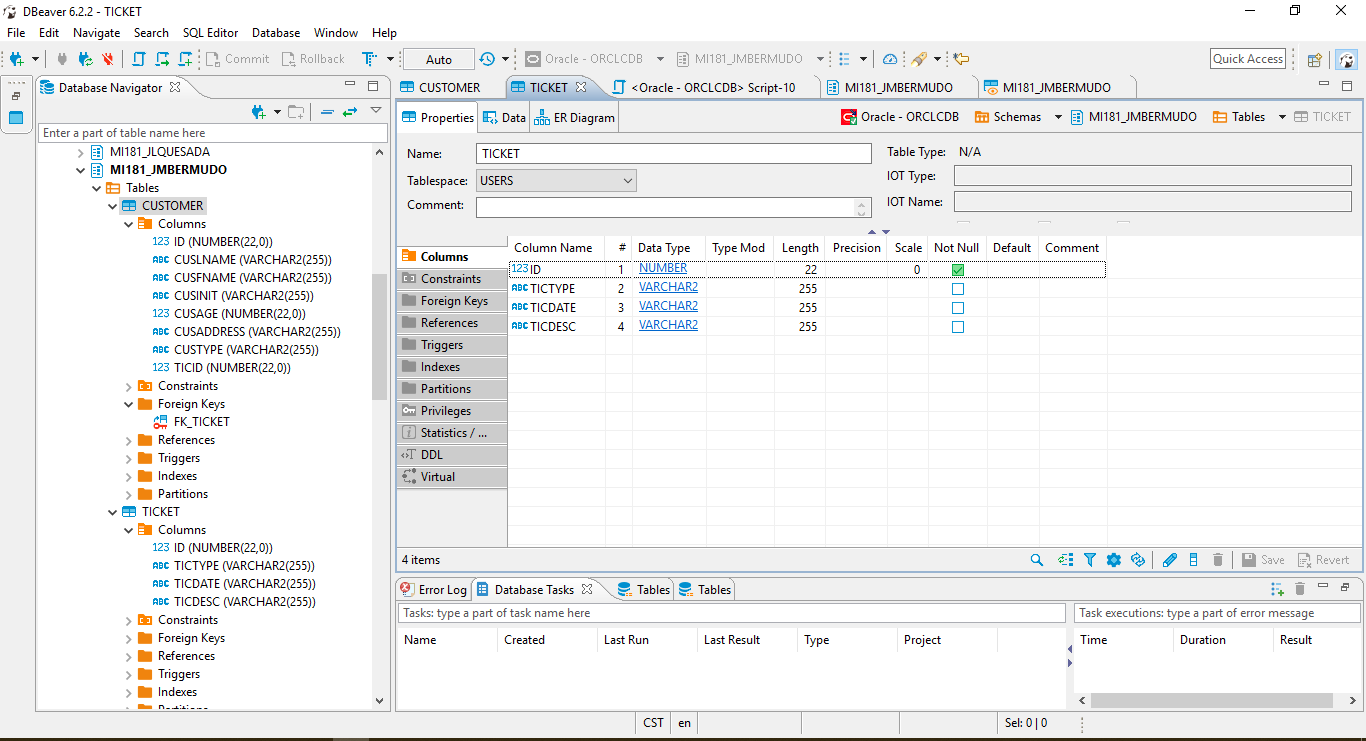 DBeaver 6.2.2 - TICKET
File Edit Navigate Search SQL Editor Database Window Help
Commit Rollback Auto Oracle - ORCLCDB MI181_JMBERMUDO Quick Access
Database Navigator
Enter a part of table name here
MI181_JLQUESADA
MI181_JMBERMUDO
Tables
CUSTOMER
Columns
123 ID (NUMBER(22,0))
ABC CUSLNAME (VARCHAR2(255))
ABC CUSFNAME (VARCHAR2(255))
ABC CUSINIT (VARCHAR2(255))
123 CUSAGE (NUMBER(22,0))
ABC CUSADDRESS (VARCHAR2(255))
ABC CUSTYPE (VARCHAR2(255))
123 TICID (NUMBER(22,0))
Constraints
Foreign Keys
FK_TICKET
References
Triggers
Indexes
Partitions
TICKET
Columns
123 ID (NUMBER(22,0))
ABC TICTYPE (VARCHAR2(255))
ABC TICDATE (VARCHAR2(255))
ABC TICDESC (VARCHAR2(255))
Constraints
Foreign Keys
References
Triggers
Indexes
Partitions
CUSTOMER TICKET <Oracle - ORCLCDB> Script-10 MI181_JMBERMUDO MI181_JMBERMUDO
Properties Data ER Diagram Oracle - ORCLCDB Schemas MI181_JMBERMUDO Tables TICKET
Name: TICKET
Tablespace: USERS
Comment:
Table Type: N/A
IOT Type:
IOT Name:
Columns
Constraints
Foreign Keys
References
Triggers
Indexes
Partitions
Privileges
Statistics / ...
DDL
Virtual
Column Name # Data Type Type Mod Length Precision Scale Not Null Default Comment
123 ID 1 NUMBER 22 0
ABC TICTYPE 2 VARCHAR2 255
ABC TICDATE 3 VARCHAR2 255
ABC TICDESC 4 VARCHAR2 255
4 items Save Revert
Error Log Database Tasks Tables Tables
Tasks: type a part of task name here
Name Created Last Run Last Result Type Project
Task executions: type a part of error message
Time Duration Result
CST en Sel: 0 | 0